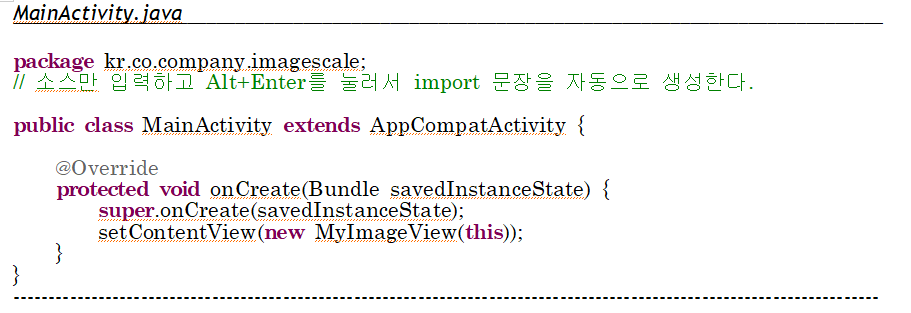 MainActivity.java
package kr.co.company.imagescale;
// 소스만 입력하고 Alt+Enter를 눌러서 import 문장을 자동으로 생성한다.
public class MainActivity extends AppCompatActivity {
@Override
protected void onCreate(Bundle savedInstanceState) {
super.onCreate(savedInstanceState);
setContentView(new MyImageView(this));
}
}